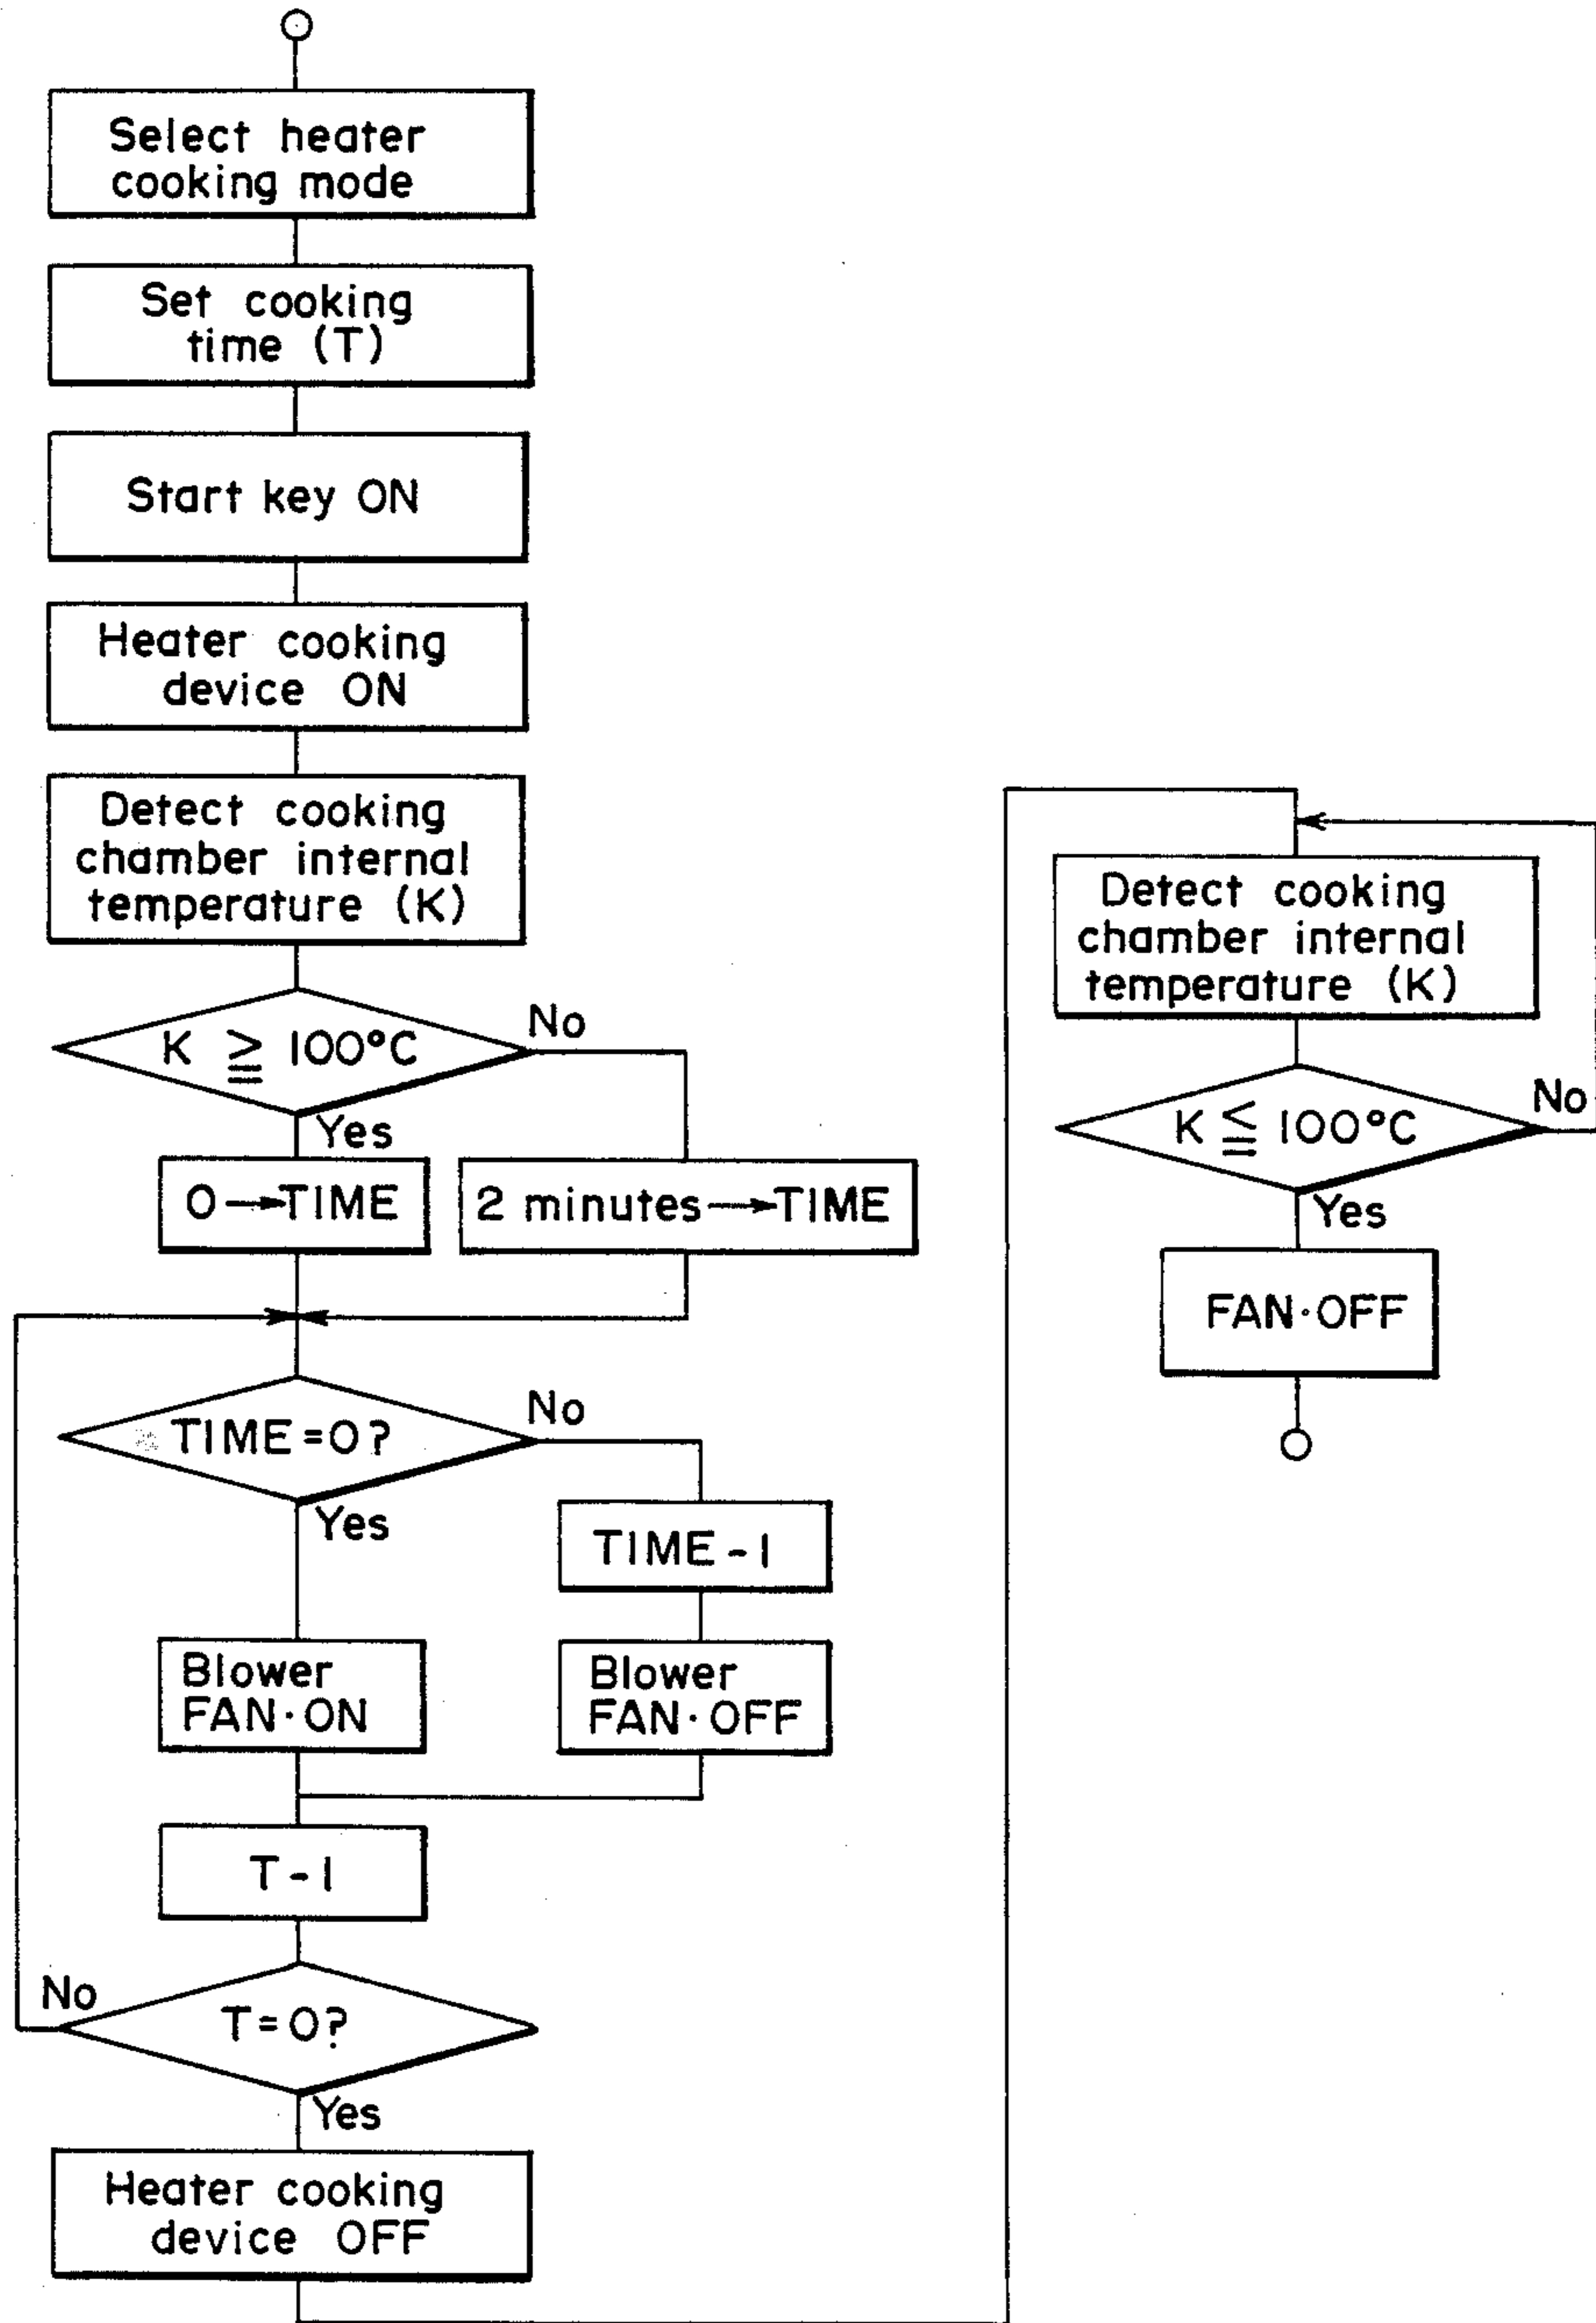 Select heater
cooking mode
Set cooking
time (T)
Start key ON
Heater cooking
device ON
Detect cooking
chamber internal
temperature (K)
K ≧ 100°C
No
Yes
0→TIME
2 minutes→TIME
TIME=0?
No
Yes
TIME-1
Blower
FAN·ON
Blower
FAN·OFF
T-1
T=0?
No
Yes
Heater cooking
device OFF
Detect cooking
chamber internal
temperature (K)
K ≦ 100°C
No
Yes
FAN·OFF